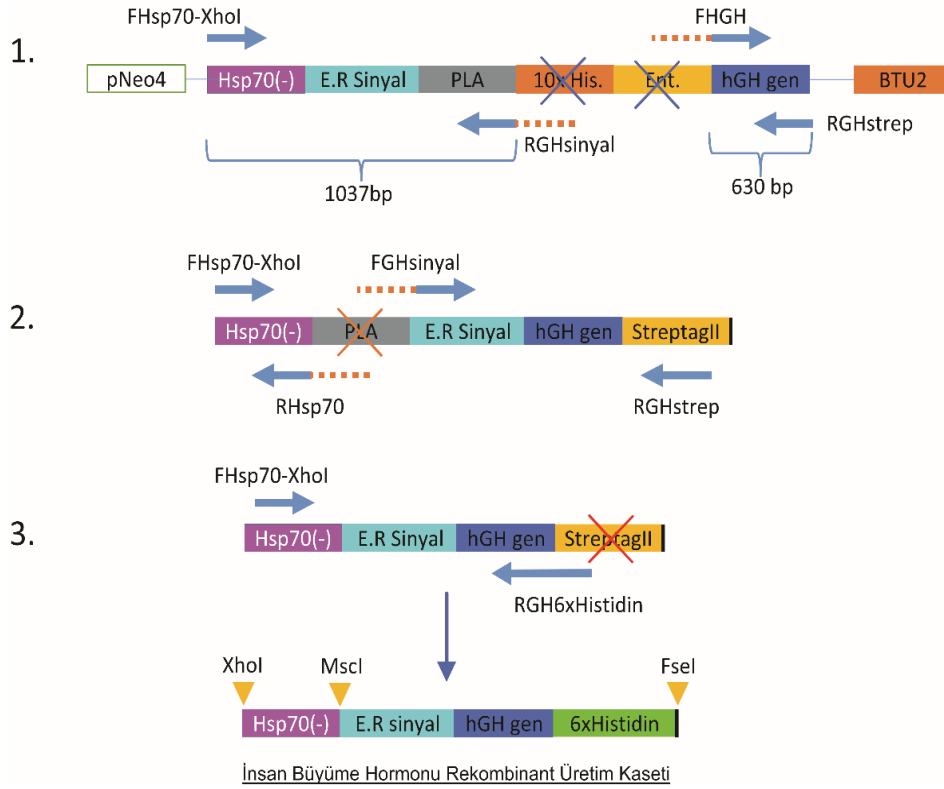 FHsp70-XhoI
FHGH
1.
pNeo4
Hsp70(-)
E.R Sinyal
PLA
10x His.
Ent.
hGH gen
BTU2
RGHsinyal
RGHstrep
1037bp
630 bp
FHsp70-XhoI
FGHsinyal
2.
Hsp70(-)
PLA
E.R Sinyal
hGH gen
StreptagII
RHsp70
RGHstrep
FHsp70-XhoI
3.
Hsp70(-)
E.R Sinyal
hGH gen
StreptagII
RGH6xHistidin
XhoI
MscI
FseI
Hsp70(-)
E.R sinyal
hGH gen
6xHistidin
İnsan Büyüme Hormonu Rekombinant Üretim Kaseti